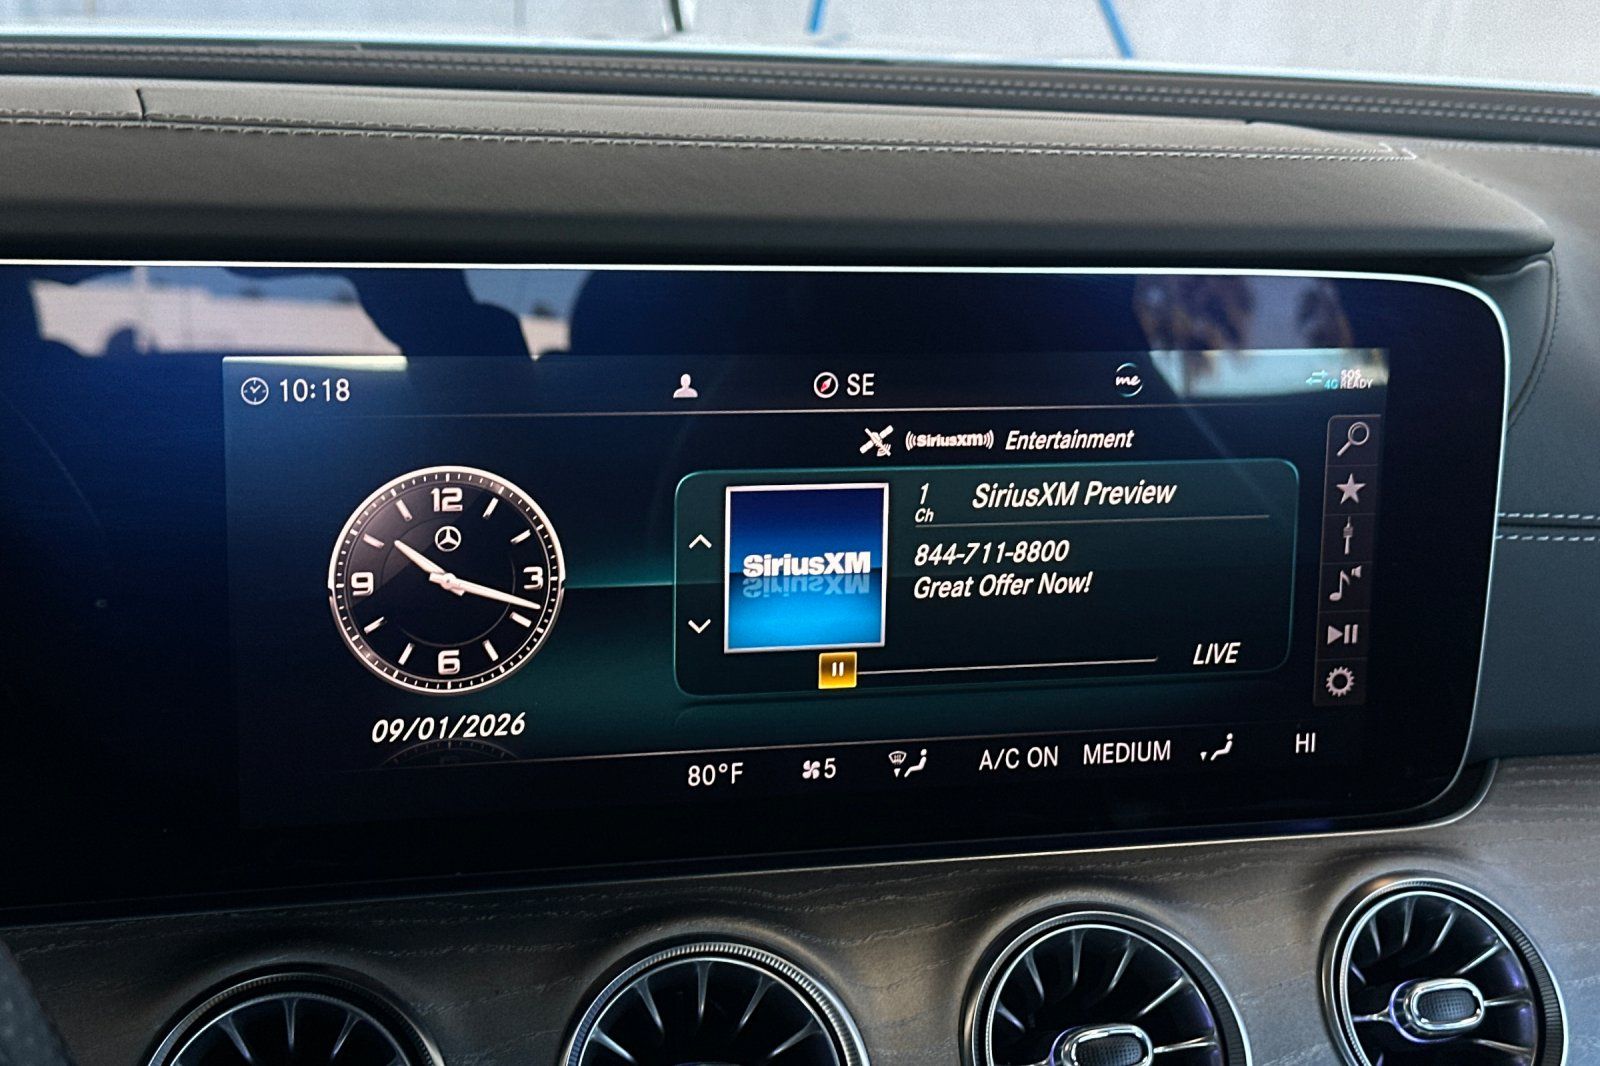 10:18
SE
me
SOS
4G READY
((SiriusXM)) Entertainment
12
3
6
9
09/01/2026
SiriusXM
1
Ch
SiriusXM Preview
844-711-8800
Great Offer Now!
LIVE
80°F
5
A/C ON
MEDIUM
HI